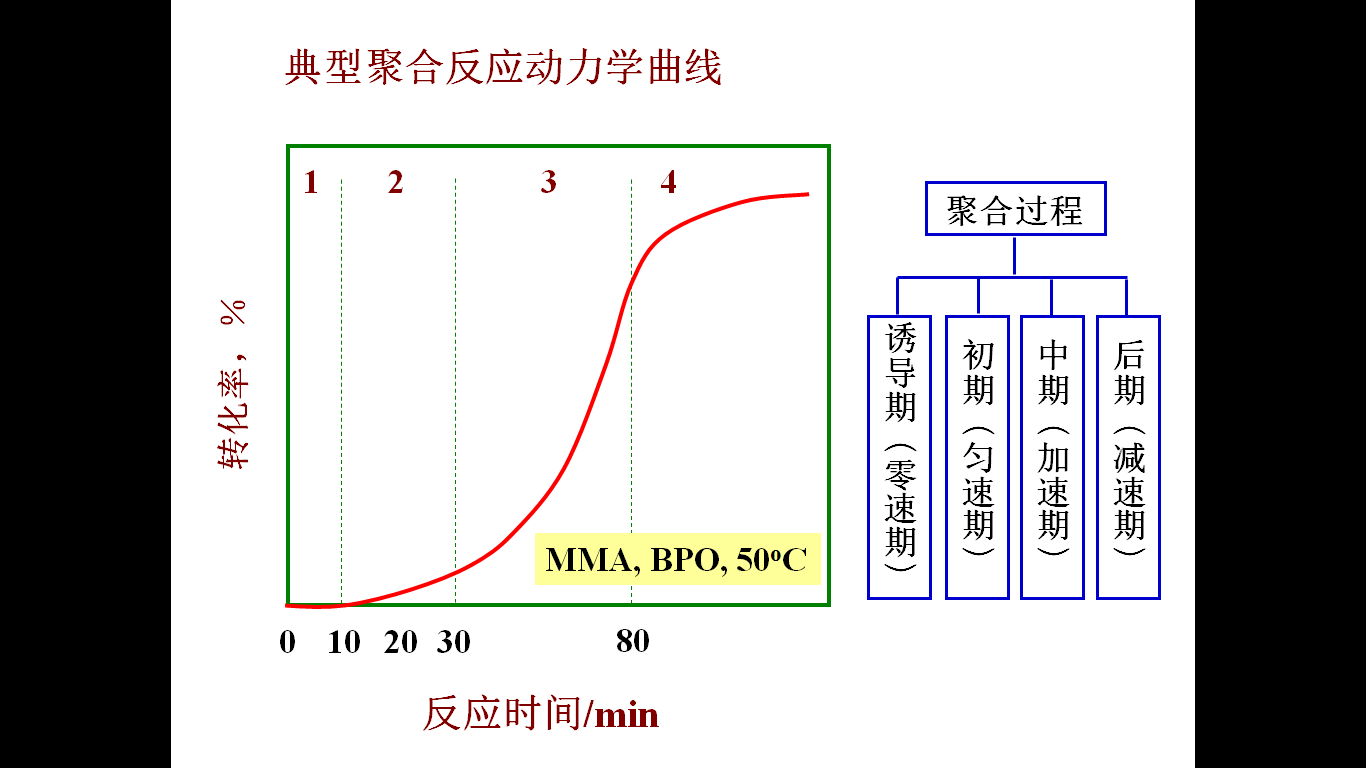 典型聚合反应动力学曲线
1 2 3 4
转化率，%
MMA, BPO, 50°C
0 10 20 30 80
反应时间/min
聚合过程
诱导期（零速期）
初期（匀速期）
中期（加速期）
后期（减速期）